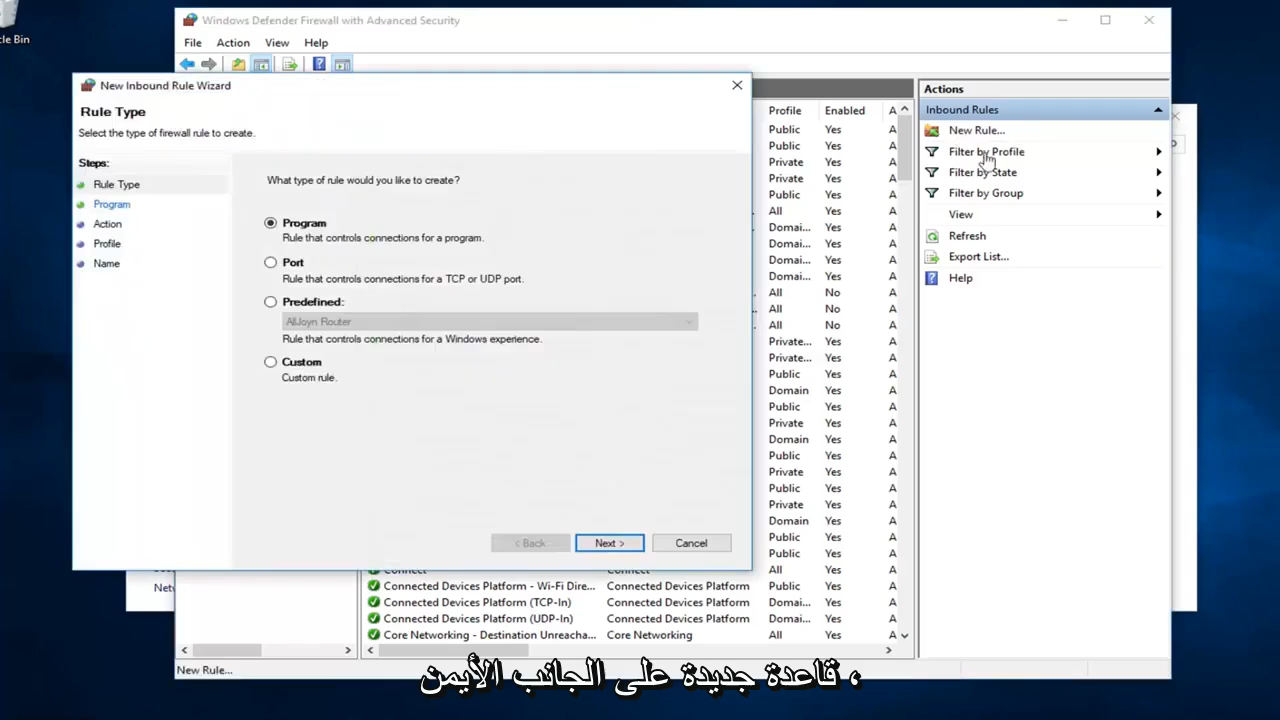 cle Bin
Windows Defender Firewall with Advanced Security
File Action View Help
New Inbound Rule Wizard
Rule Type
Select the type of firewall rule to create.
Steps:
Rule Type
Program
Action
Profile
Name
What type of rule would you like to create?
Program
Rule that controls connections for a program.
Port
Rule that controls connections for a TCP or UDP port.
Predefined:
AllJoyn Router
Rule that controls connections for a Windows experience.
Custom
Custom rule.
< Back
Next >
Cancel
Profile Enabled A
Public Yes A
Public Yes A
Private Yes A
Private Yes A
Public Yes A
All Yes A
Domai... Yes A
Domai... Yes A
Domai... Yes A
Domai... Yes A
All No A
All No A
All No A
Private... Yes A
Private... Yes A
Public Yes A
Domain Yes A
Public Yes A
Private Yes A
Domain Yes A
Public Yes A
Private Yes A
Public Yes A
Private Yes A
Domain Yes A
Public Yes A
Public Yes A
Connect Connect All Yes A
Connected Devices Platform - Wi-Fi Dire... Connected Devices Platform Public Yes A
Connected Devices Platform (TCP-In) Connected Devices Platform Domai... Yes A
Connected Devices Platform (UDP-In) Connected Devices Platform Domai... Yes A
Core Networking - Destination Unreacha... Core Networking All Yes A
Actions
Inbound Rules
New Rule...
Filter by Profile
Filter by State
Filter by Group
View
Refresh
Export List...
Help
Netw
New Rule...
، قاعدة جديدة على الجانب الأيمن